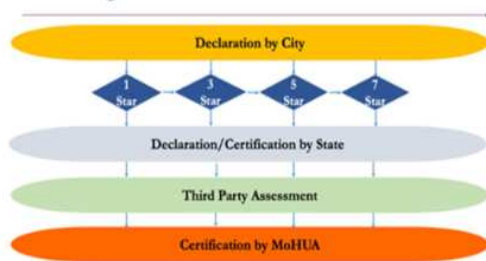 Declaration by City
1 3 5 7
Star Star Star Star
Declaration/Certification by State
Third Party Assessment
Certification by MoHUA